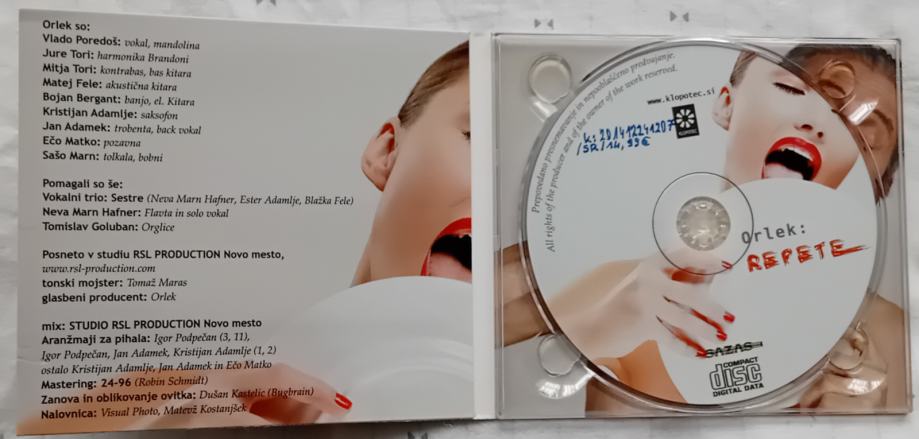 Orlek so:
Vlado Poredoš: vokal, mandolina
Jure Tori: harmonika Brandoni
Mitja Tori: kontrabas, bas kitara
Matej Fele: akustična kitara
Bojan Bergant: banjo, el. Kitara
Kristijan Adamlje: saksofon
Jan Adamek: trobenta, back vokal
Ečo Matko: pozavna
Sašo Marn: tolkala, bobni
Pomagali so še:
Vokalni trio: Sestre (Neva Marn Hafner, Ester Adamlje, Blažka Fele)
Neva Marn Hafner: Flavta in solo vokal
Tomislav Goluban: Orglice
Posneto v studiu RSL PRODUCTION Novo mesto,
www.rsl-production.com
tonski mojster: Tomaž Maras
glasbeni producent: Orlek
mix: STUDIO RSL PRODUCTION Novo mesto
Aranžmaji za pihala: Igor Podpečan (3, 11),
Igor Podpečan, Jan Adamek, Kristijan Adamlje (1, 2)
ostalo Kristijan Adamlje, Jan Adamek in Ečo Matko
Mastering: 24-96 (Robin Schmidt)
Zanova in oblikovanje ovitka: Dušan Kastelic (Bugbrain)
Naslovnica: Visual Photo, Matevž Kostanjšek
Prepovedano presnemavanje in nepooblaščeno predvajanje.
All rights of the producer and of the owner of the work reserved.
www.klopotec.si
KLOPOTEC
K: 201412241207
/SR/14,99€
Orlek:
REPETE
SAZAS
COMPACT
disc
DIGITAL DATA